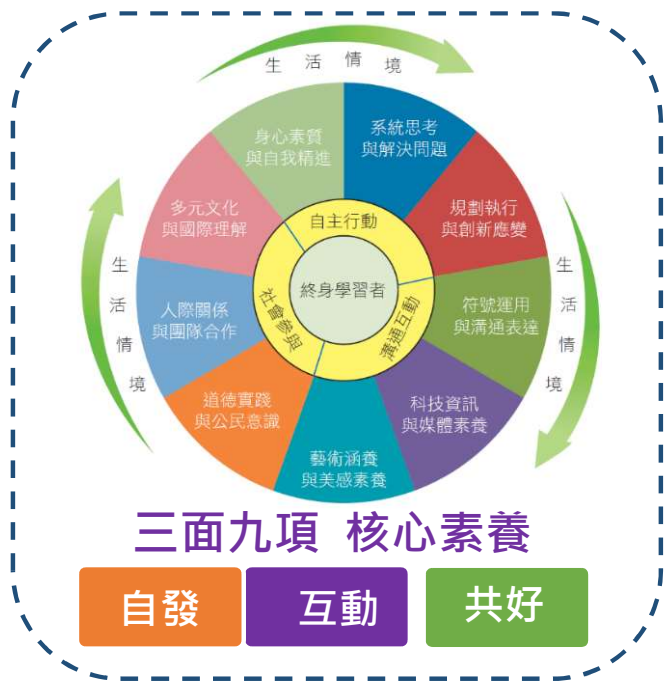 生活情境
身心素質
與自我精進
系統思考
與解決問題
規劃執行
與創新應變
符號運用
與溝通表達
科技資訊
與媒體素養
藝術涵養
與美感素養
道德實踐
與公民意識
人際關係
與團隊合作
多元文化
與國際理解
自主行動
溝通互動
社會參與
終身學習者
生活情境
生活情境
三面九項 核心素養
自發
互動
共好